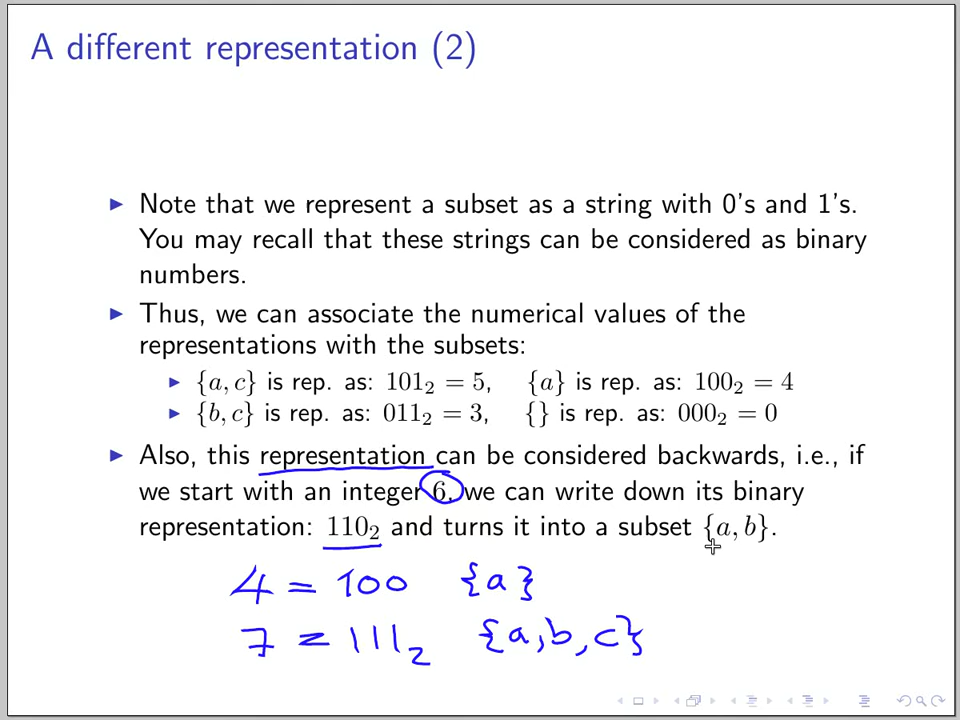 A different representation (2)
▶ Note that we represent a subset as a string with 0's and 1's.
You may recall that these strings can be considered as binary
numbers.
▶ Thus, we can associate the numerical values of the
representations with the subsets:
▶ {a, c} is rep. as: 101₂ = 5, {a} is rep. as: 100₂ = 4
▶ {b, c} is rep. as: 011₂ = 3, {} is rep. as: 000₂ = 0
▶ Also, this representation can be considered backwards, i.e., if
we start with an integer 6, we can write down its binary
representation: 110₂ and turns it into a subset {a, b}.
4 = 100 {a}
7 = 111₂ {a, b, c}